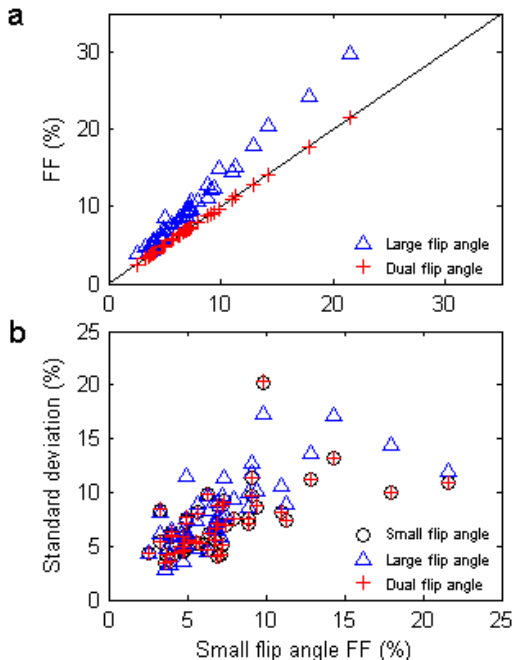 a
FF (%)
30
20
10
0
Large flip angle
Dual flip angle
0 10 20 30
b
Standard deviation (%)
25
20
15
10
5
0
Small flip angle
Large flip angle
Dual flip angle
0 5 10 15 20 25
Small flip angle FF (%)